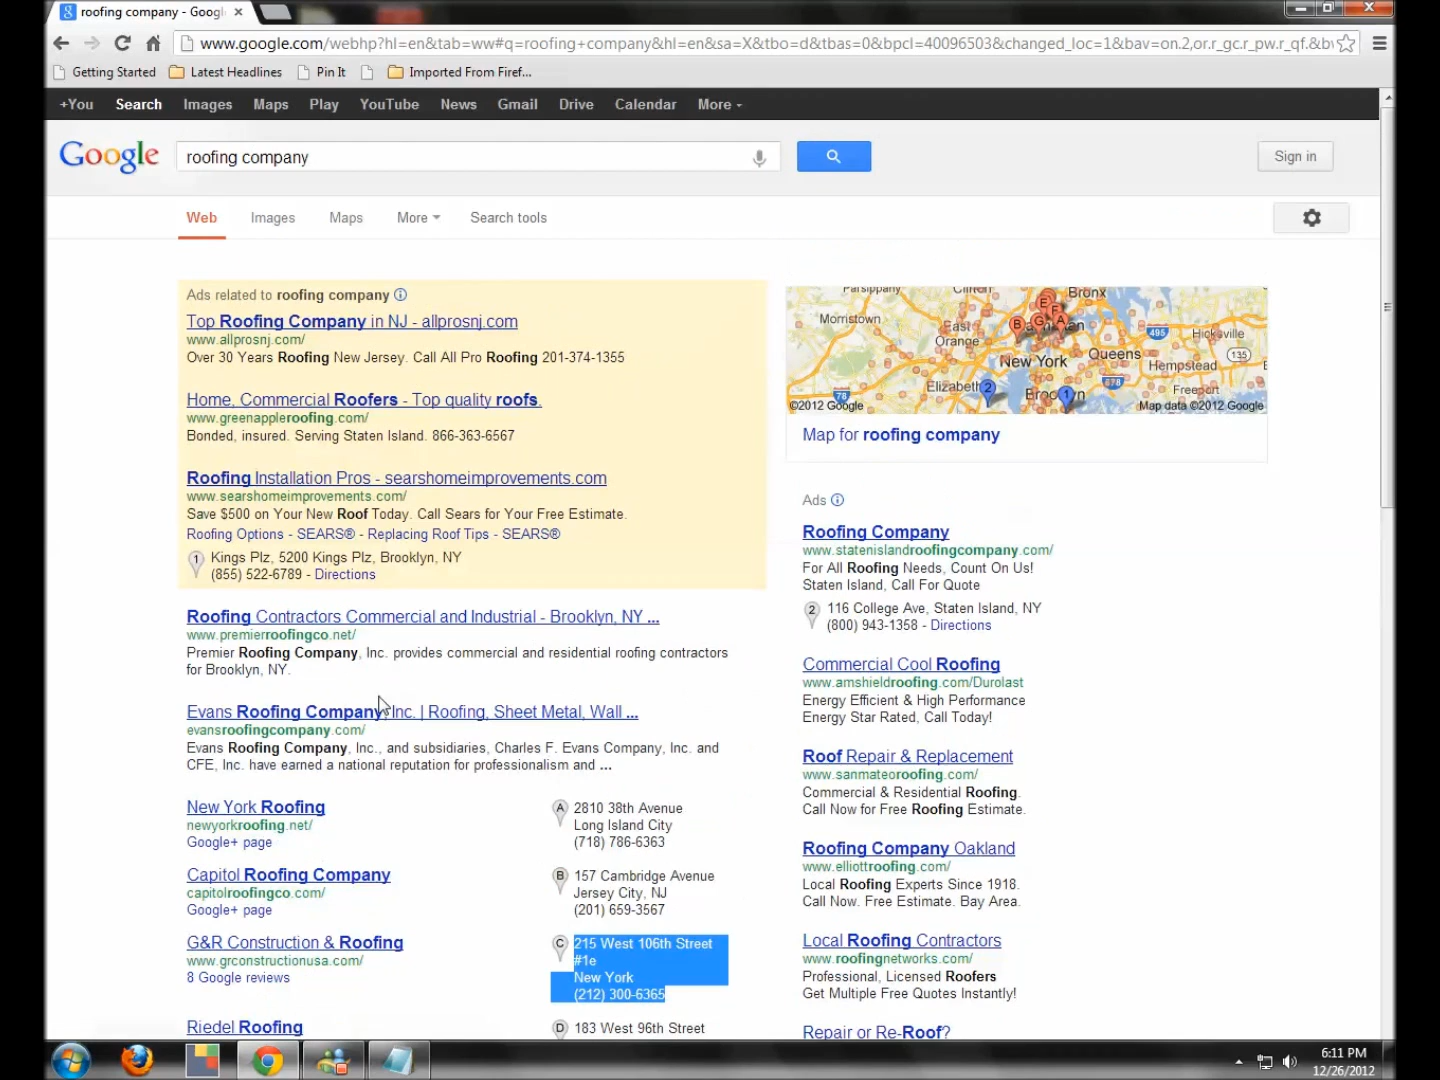 roofing company - Googl
www.google.com/webhp?hl=en&tab=ww#q=roofing+company&hl=en&sa=X&tbo=d&tbas=0&bpcl=40096503&changed_loc=1&bav=on.2,or.r_gc.r_pw.r_qf.&b
Getting Started Latest Headlines Pin It Imported From Firef...
+You Search Images Maps Play YouTube News Gmail Drive Calendar More
Google roofing company Sign in
Web Images Maps More Search tools
Ads related to roofing company
Top Roofing Company in NJ - allprosnj.com
www.allprosnj.com/
Over 30 Years Roofing New Jersey. Call All Pro Roofing 201-374-1355
Home, Commercial Roofers - Top quality roofs.
www.greenappleroofing.com/
Bonded, insured. Serving Staten Island. 866-363-6567
Roofing Installation Pros - searshomeimprovements.com
www.searshomeimprovements.com/
Save $500 on Your New Roof Today. Call Sears for Your Free Estimate.
Roofing Options - SEARS® - Replacing Roof Tips - SEARS®
1 Kings Plz, 5200 Kings Plz, Brooklyn, NY
(855) 522-6789 - Directions
Roofing Contractors Commercial and Industrial - Brooklyn, NY ...
www.premierroofingco.net/
Premier Roofing Company, Inc. provides commercial and residential roofing contractors
for Brooklyn, NY.
Evans Roofing Company, Inc. | Roofing, Sheet Metal, Wall ...
evansroofingcompany.com/
Evans Roofing Company, Inc., and subsidiaries, Charles F. Evans Company, Inc. and
CFE, Inc. have earned a national reputation for professionalism and ...
New York Roofing
newyorkroofing.net/
Google+ page
A 2810 38th Avenue
Long Island City
(718) 786-6363
Capitol Roofing Company
capitolroofingco.com/
Google+ page
B 157 Cambridge Avenue
Jersey City, NJ
(201) 659-3567
G&R Construction & Roofing
www.grconstructionusa.com/
8 Google reviews
C 215 West 106th Street
#1e
New York
(212) 300-6365
Riedel Roofing
D 183 West 96th Street
Parsippany Clifton Bronx
Morristown East Orange
Hicksville
495
135
New York Queens
Hempstead
Elizabeth Brooklyn 678 Freeport
78
A B E F G 1 2
©2012 Google Map data ©2012 Google
Map for roofing company
Ads
Roofing Company
www.statenislandroofingcompany.com/
For All Roofing Needs, Count On Us!
Staten Island, Call For Quote
2 116 College Ave, Staten Island, NY
(800) 943-1358 - Directions
Commercial Cool Roofing
www.amshieldroofing.com/Durolast
Energy Efficient & High Performance
Energy Star Rated, Call Today!
Roof Repair & Replacement
www.sanmateoroofing.com/
Commercial & Residential Roofing.
Call Now for Free Roofing Estimate.
Roofing Company Oakland
www.elliottroofing.com/
Local Roofing Experts Since 1918.
Call Now. Free Estimate. Bay Area.
Local Roofing Contractors
www.roofingnetworks.com/
Professional, Licensed Roofers
Get Multiple Free Quotes Instantly!
Repair or Re-Roof?
6:11 PM
12/26/2012